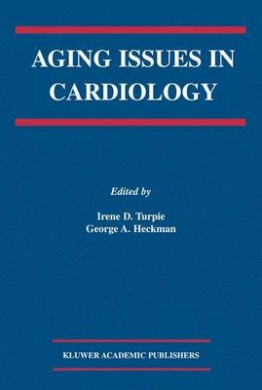 AGING ISSUES IN
CARDIOLOGY
Edited by
Irene D. Turpie
George A. Heckman
KLUWER ACADEMIC PUBLISHERS